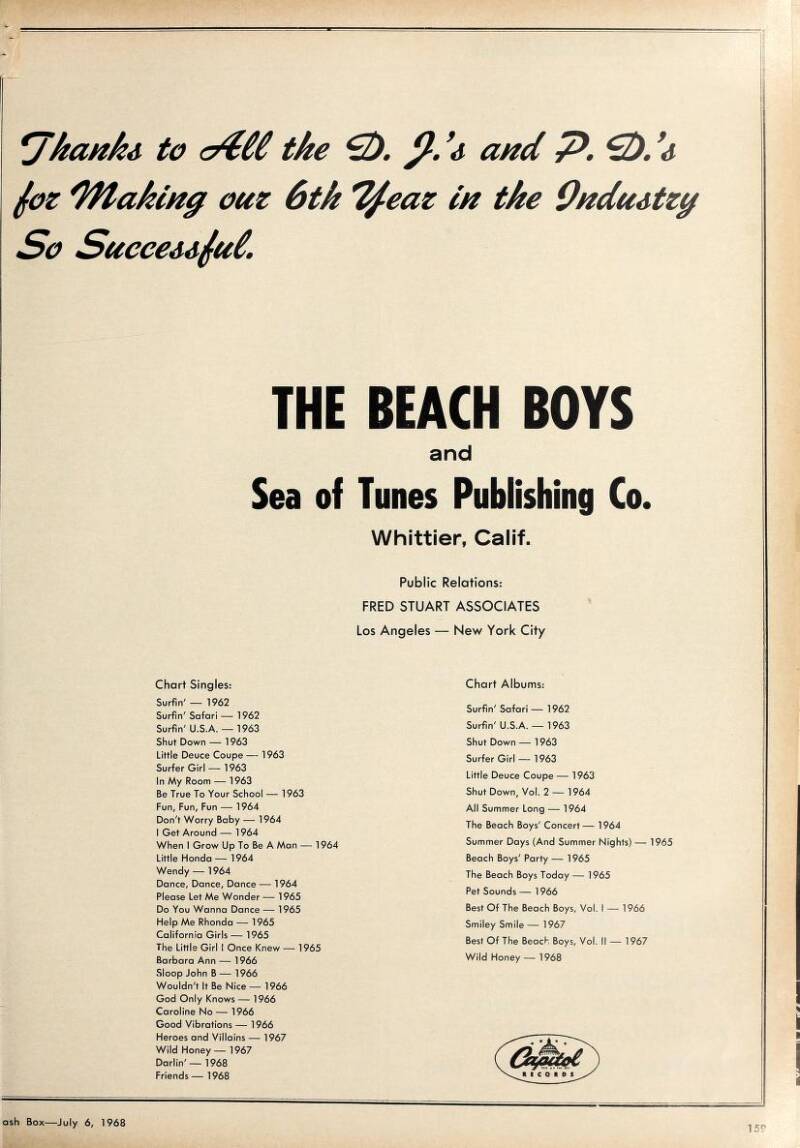 Thanks to All the D. J.'s and P. D.'s
for Making our 6th Year in the Industry
So Successful.
THE BEACH BOYS
and
Sea of Tunes Publishing Co.
Whittier, Calif.
Public Relations:
FRED STUART ASSOCIATES
Los Angeles — New York City
Chart Singles:
Surfin' — 1962
Surfin' Safari — 1962
Surfin' U.S.A. — 1963
Shut Down — 1963
Little Deuce Coupe — 1963
Surfer Girl — 1963
In My Room — 1963
Be True To Your School — 1963
Fun, Fun, Fun — 1964
Don't Worry Baby — 1964
I Get Around — 1964
When I Grow Up To Be A Man — 1964
Little Honda — 1964
Wendy — 1964
Dance, Dance, Dance — 1964
Please Let Me Wonder — 1965
Do You Wanna Dance — 1965
Help Me Rhonda — 1965
California Girls — 1965
The Little Girl I Once Knew — 1965
Barbara Ann — 1966
Sloop John B — 1966
Wouldn't It Be Nice — 1966
God Only Knows — 1966
Caroline No — 1966
Good Vibrations — 1966
Heroes and Villains — 1967
Wild Honey — 1967
Darlin' — 1968
Friends — 1968
Chart Albums:
Surfin' Safari — 1962
Surfin' U.S.A. — 1963
Shut Down — 1963
Surfer Girl — 1963
Little Deuce Coupe — 1963
Shut Down, Vol. 2 — 1964
All Summer Long — 1964
The Beach Boys' Concert — 1964
Summer Days (And Summer Nights) — 1965
Beach Boys' Party — 1965
The Beach Boys Today — 1965
Pet Sounds — 1966
Best Of The Beach Boys, Vol. I — 1966
Smiley Smile — 1967
Best Of The Beach Boys, Vol. II — 1967
Wild Honey — 1968
Capitol
RECORDS
ash Box—July 6, 1968
159